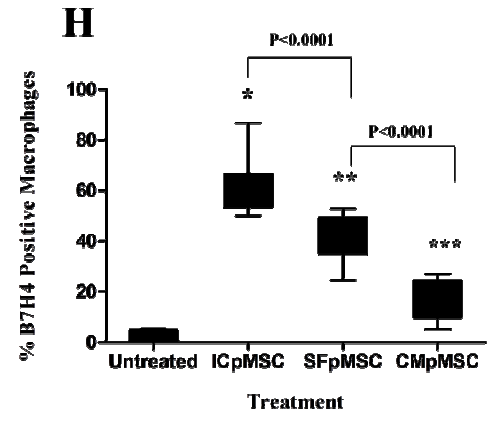 H
P<0.0001
*
P<0.0001
**
***
% B7H4 Positive Macrophages
100
80
60
40
20
0
Untreated ICpMSC SFpMSC CMpMSC
Treatment